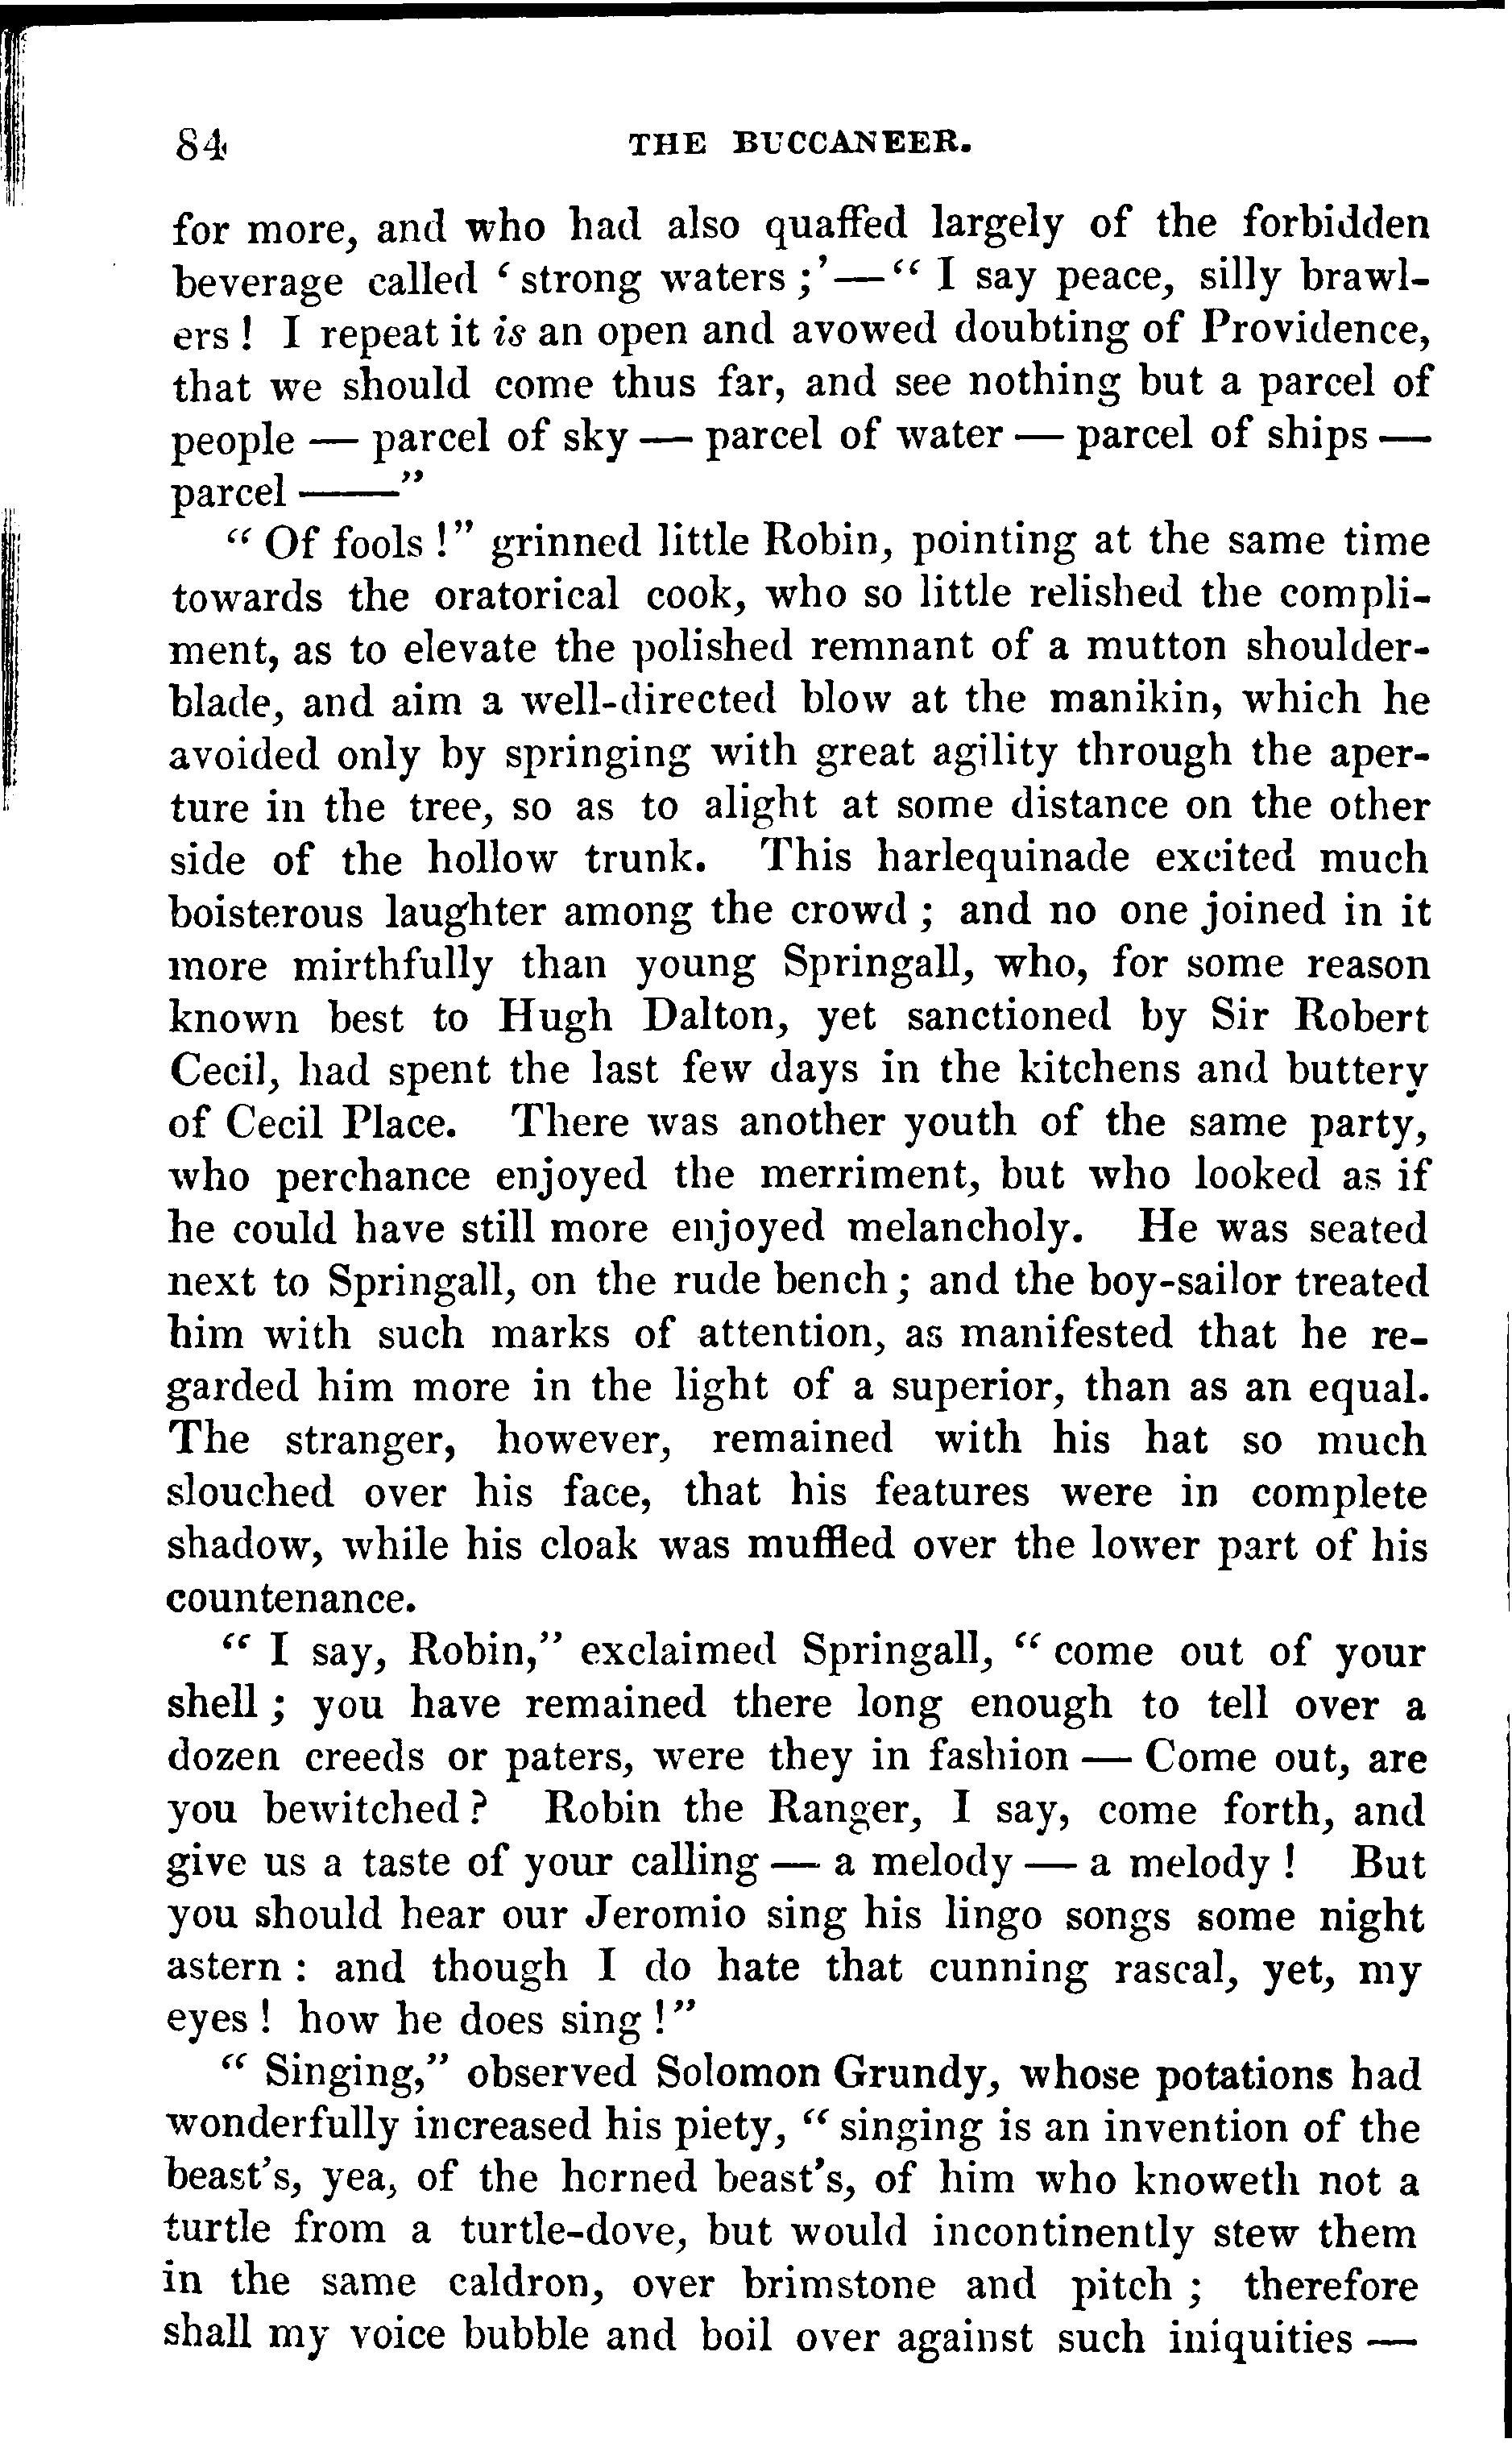 84 THE BUCCANEER.
for more, and who had also quaffed largely of the forbidden
beverage called ‘ strong waters ;’—“ I say peace, silly brawl-
ers ! I repeat it is an open and avowed doubting of Providence,
that we should come thus far, and see nothing but a parcel of
people — parcel of sky — parcel of water — parcel of ships —
parcel ——”
“ Of fools !” grinned little Robin, pointing at the same time
towards the oratorical cook, who so little relished the compli-
ment, as to elevate the polished remnant of a mutton shoulder-
blade, and aim a well-directed blow at the manikin, which he
avoided only by springing with great agility through the aper-
ture in the tree, so as to alight at some distance on the other
side of the hollow trunk. This harlequinade excited much
boisterous laughter among the crowd ; and no one joined in it
more mirthfully than young Springall, who, for some reason
known best to Hugh Dalton, yet sanctioned by Sir Robert
Cecil, had spent the last few days in the kitchens and buttery
of Cecil Place. There was another youth of the same party,
who perchance enjoyed the merriment, but who looked as if
he could have still more enjoyed melancholy. He was seated
next to Springall, on the rude bench ; and the boy-sailor treated
him with such marks of attention, as manifested that he re-
garded him more in the light of a superior, than as an equal.
The stranger, however, remained with his hat so much
slouched over his face, that his features were in complete
shadow, while his cloak was muffled over the lower part of his
countenance.
“ I say, Robin,” exclaimed Springall, “ come out of your
shell ; you have remained there long enough to tell over a
dozen creeds or paters, were they in fashion — Come out, are
you bewitched ? Robin the Ranger, I say, come forth, and
give us a taste of your calling — a melody — a melody ! But
you should hear our Jeromio sing his lingo songs some night
astern : and though I do hate that cunning rascal, yet, my
eyes ! how he does sing !”
“ Singing,” observed Solomon Grundy, whose potations had
wonderfully increased his piety, “ singing is an invention of the
beast’s, yea, of the horned beast’s, of him who knoweth not a
turtle from a turtle-dove, but would incontinently stew them
in the same caldron, over brimstone and pitch ; therefore
shall my voice bubble and boil over against such iniquities —